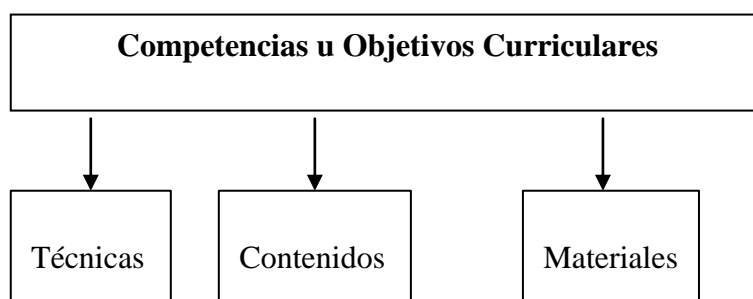 Competencias u Objetivos Curriculares
Técnicas
Contenidos
Materiales